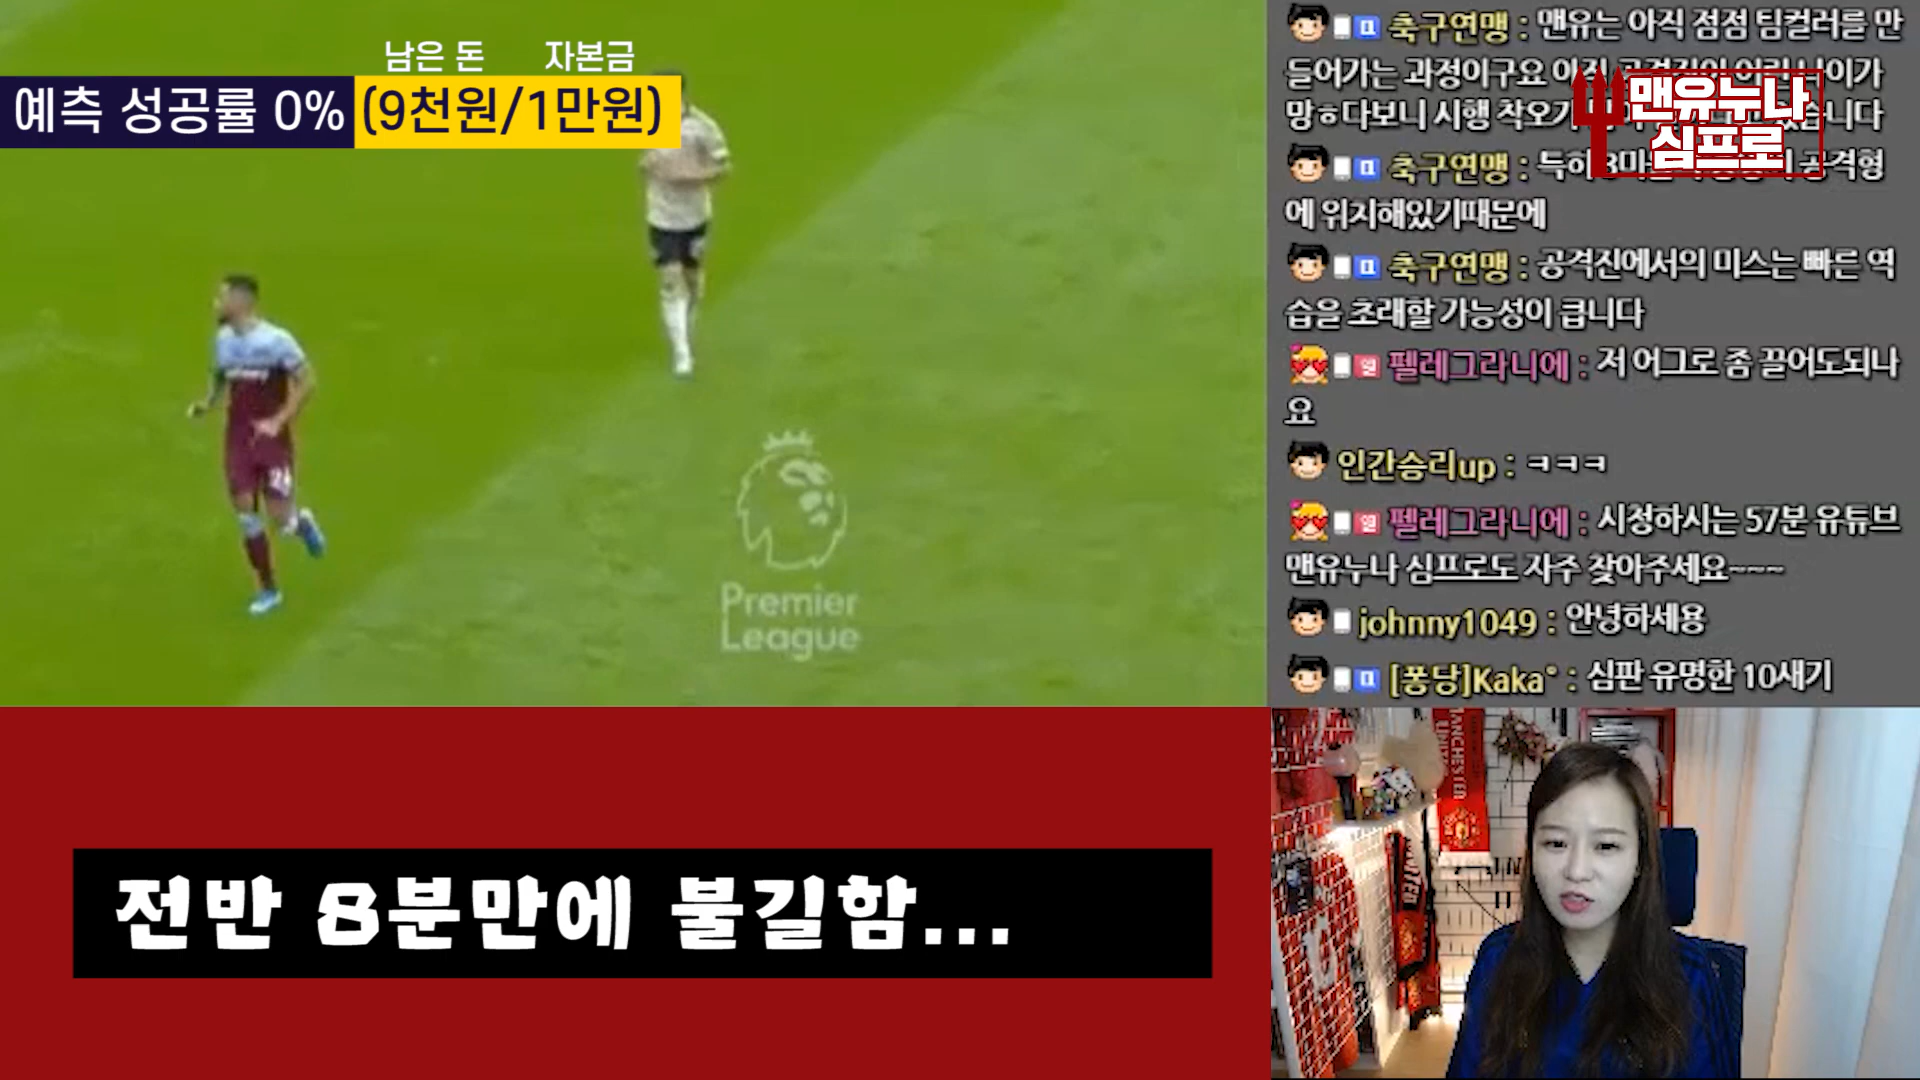 남은 돈 자본금
예측 성공률 0% (9천원/1만원)
Premier
League
전반 8분만에 불길함...
축구연맹 : 맨유는 아직 점점 팀컬러를 만
들어가는 과정이구요 아직
망ㅎ다보니 시행 착오가
맨유누나
심프로
축구연맹 : 특히 공격형
에 위치해있기때문에
축구연맹 : 공격진에서의 미스는 빠른 역
습을 초래할 가능성이 큽니다
펠레그라니에 : 저 어그로 좀 끌어도되나
요
인간승리up : ㅋㅋㅋ
펠레그라니에 : 시청하시는 57분 유튜브
맨유누나 심프로도 자주 찾아주세요~~~
johnny1049 : 안녕하세용
[퐁당]Kaka° : 심판 유명한 10새기
MANCHESTER